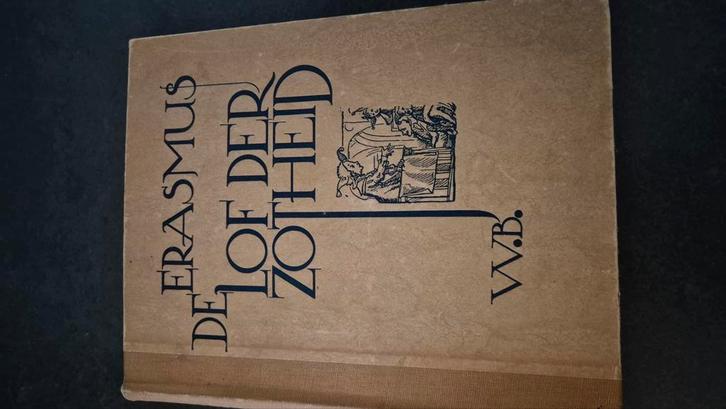 ERASMUS
DE LOF DER
ZOTHEID
W.B.